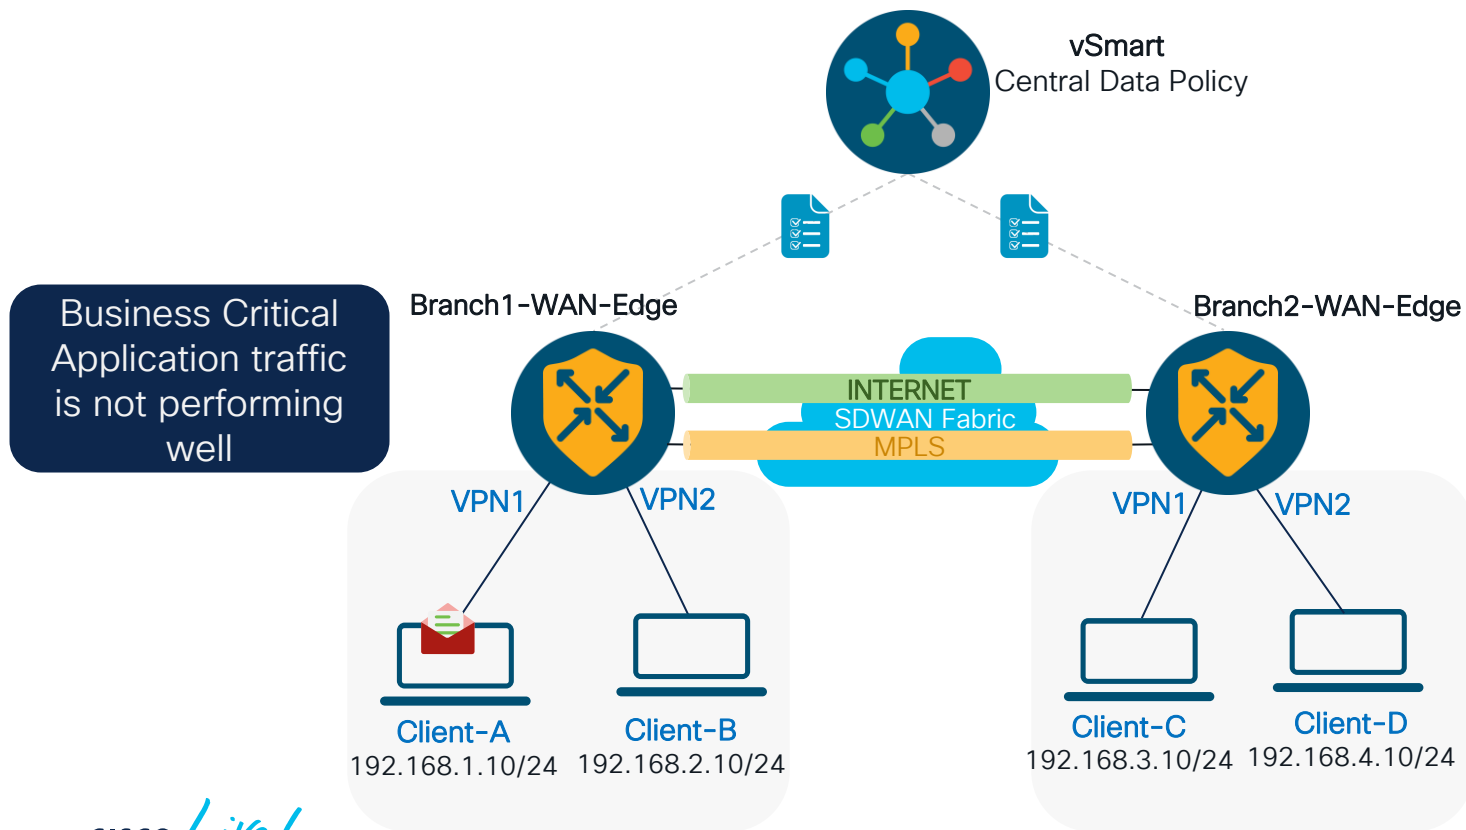 vSmart
Central Data Policy
Business Critical
Application traffic
is not performing
well
Branch1-WAN-Edge
Branch2-WAN-Edge
INTERNET
SDWAN Fabric
MPLS
VPN1
VPN2
VPN1
VPN2
Client-A
192.168.1.10/24
Client-B
192.168.2.10/24
Client-C
192.168.3.10/24
Client-D
192.168.4.10/24